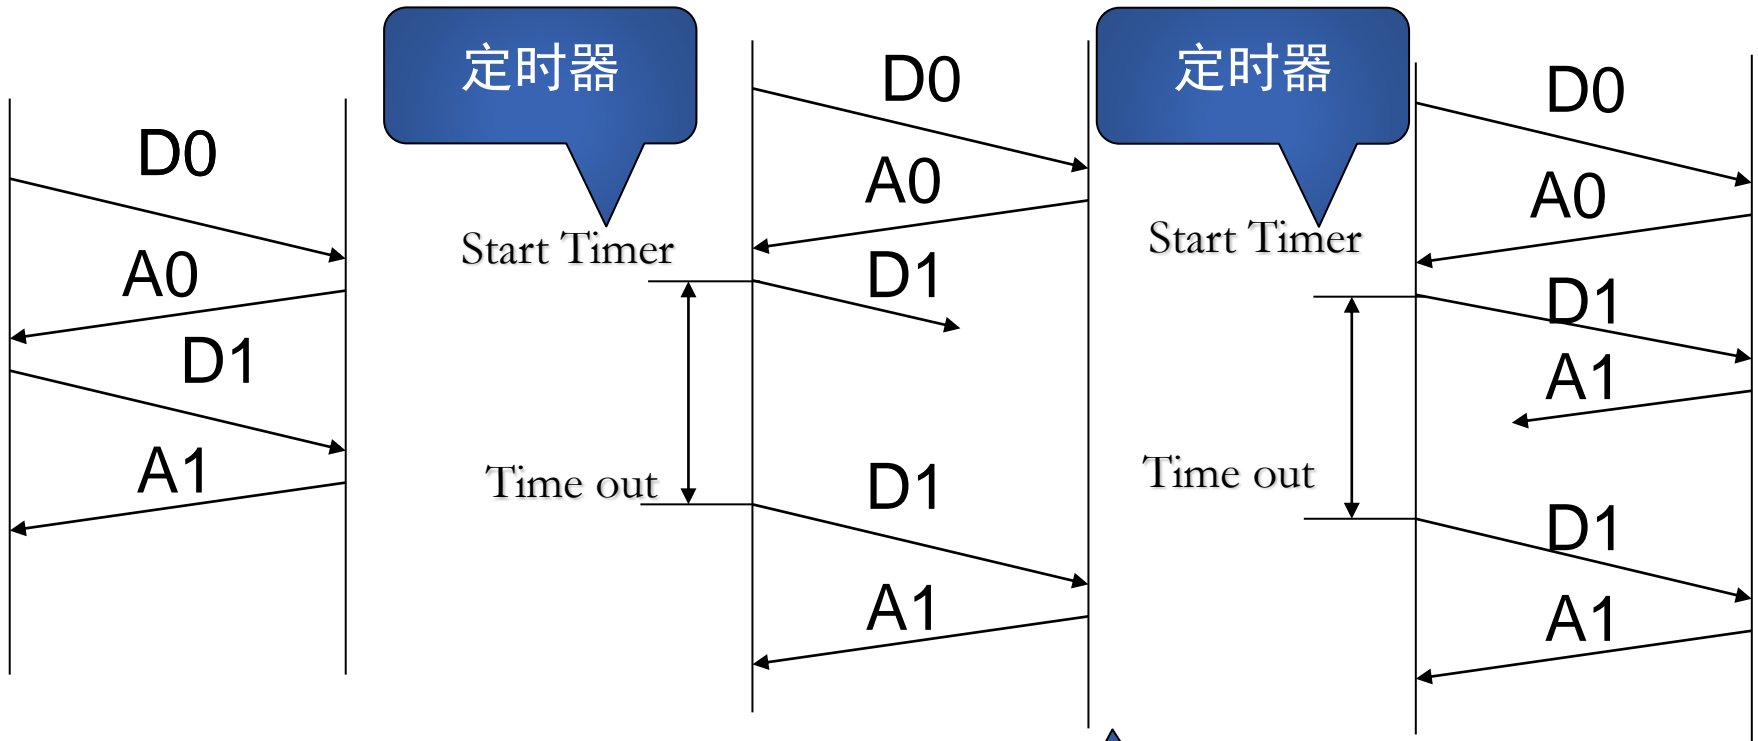 D0
A0
D1
A1
定时器
Start Timer
Time out
D0
A0
D1
D1
A1
定时器
Start Timer
Time out
D0
A0
D1
A1
D1
A1